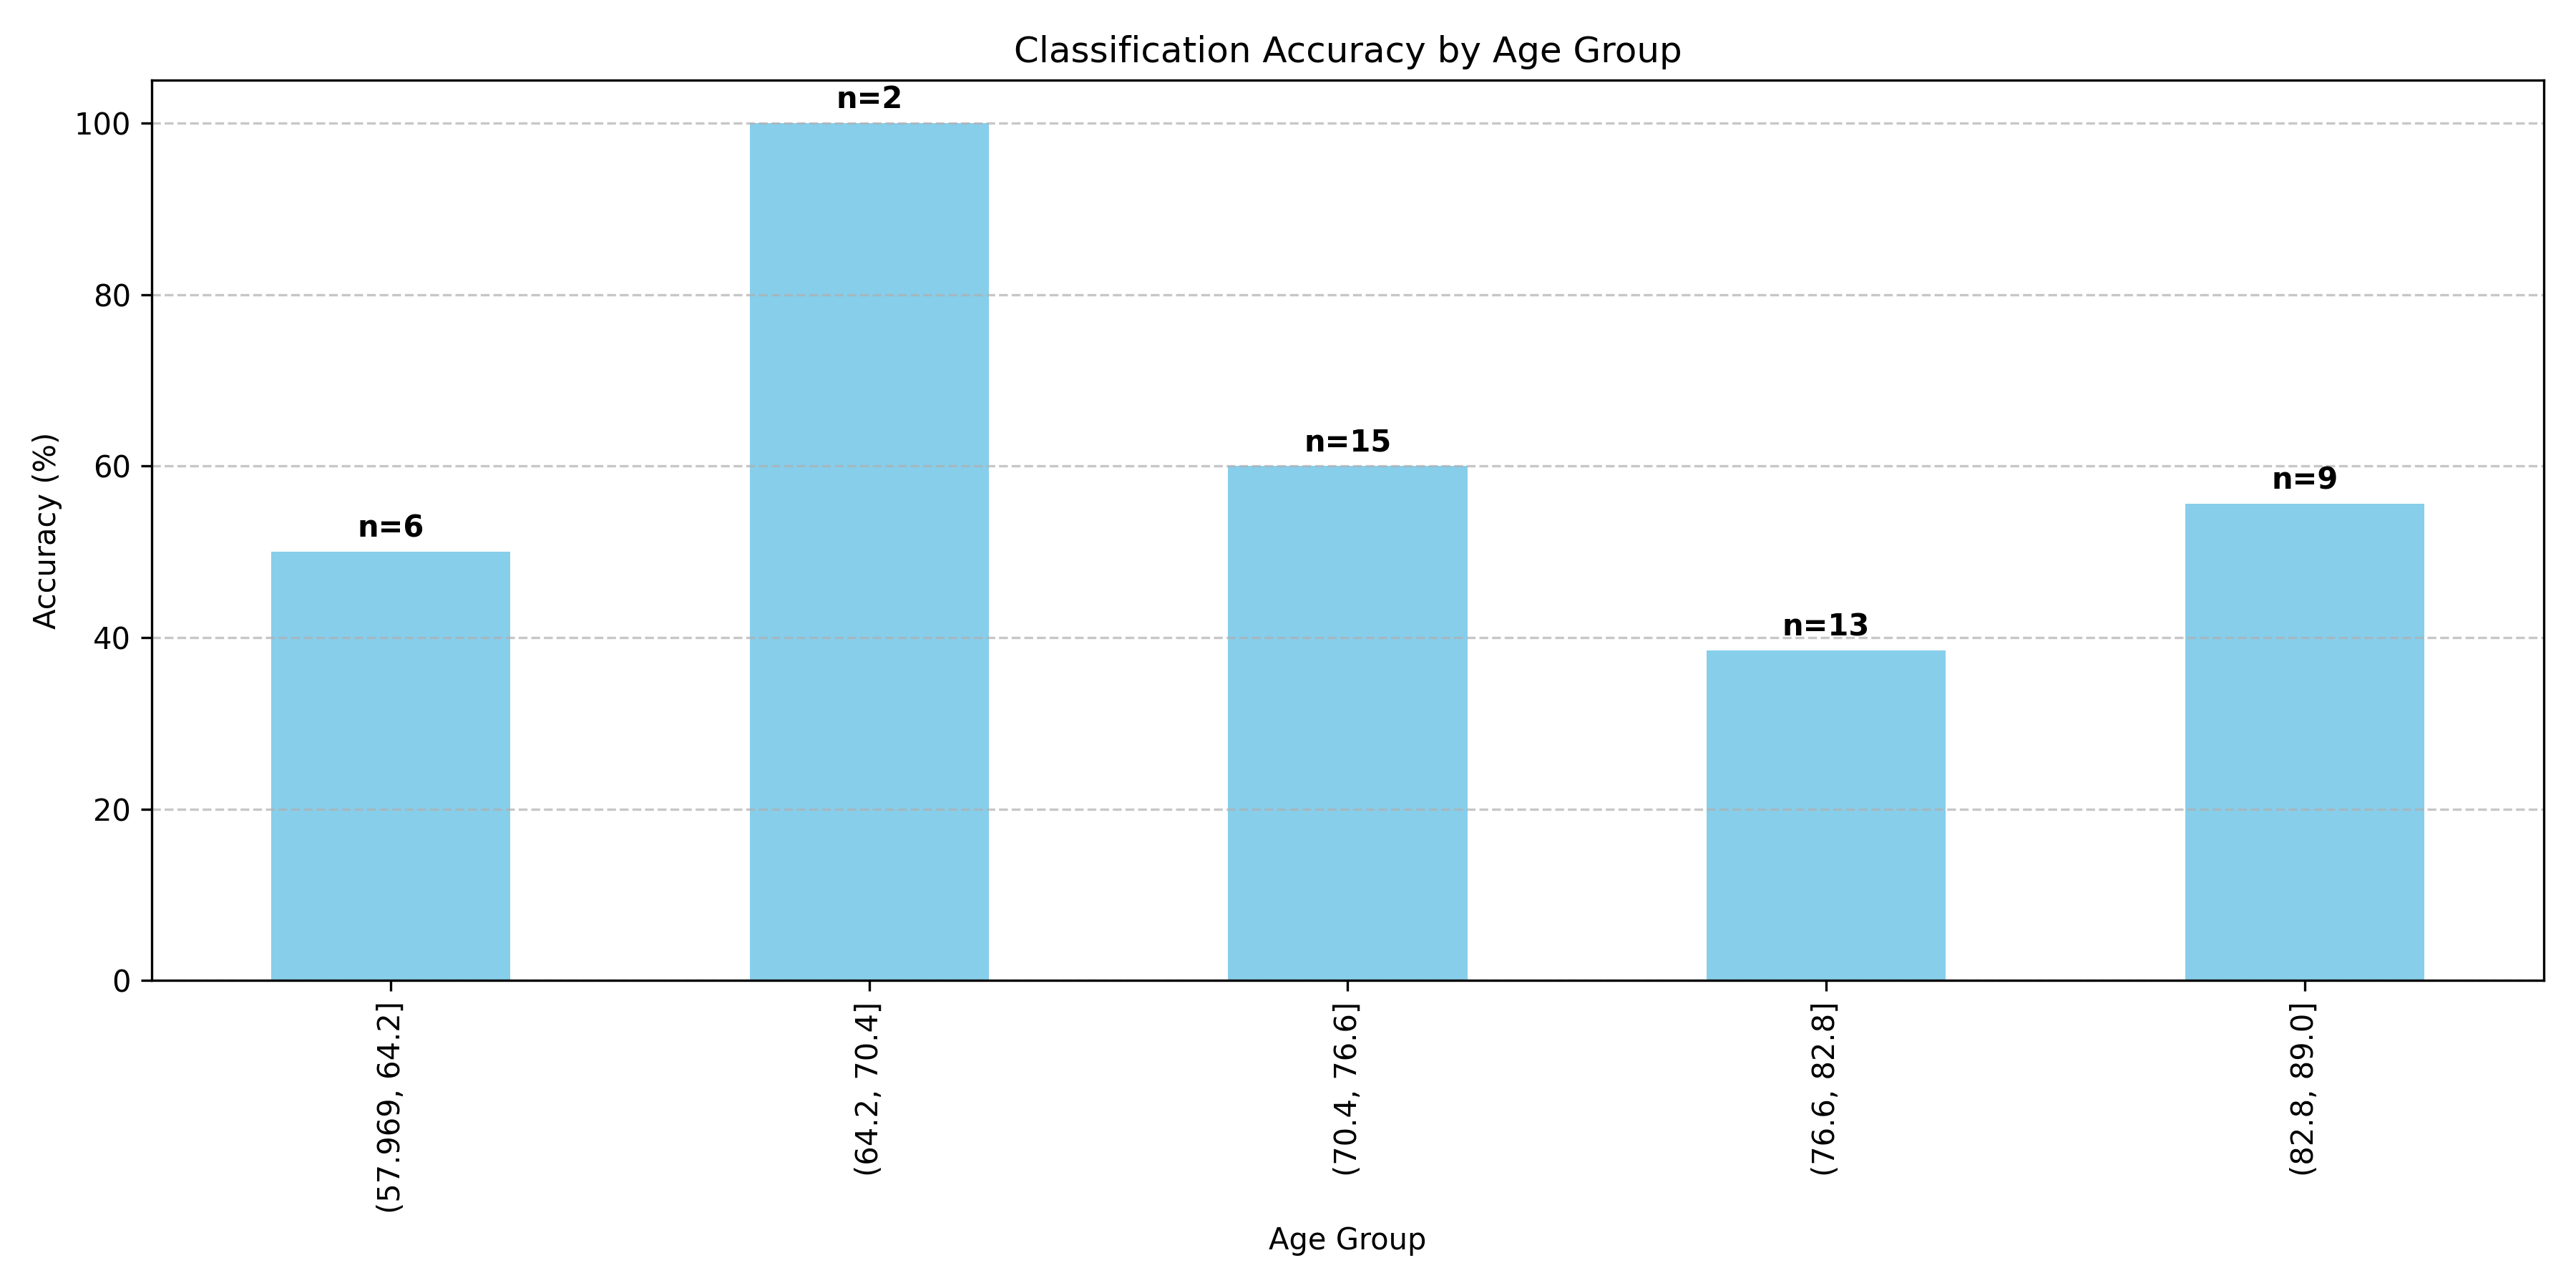 Classification Accuracy by Age Group
Accuracy (%)
100
80
60
40
20
0
n=6
n=2
n=15
n=13
n=9
(57.969, 64.2]
(64.2, 70.4]
(70.4, 76.6]
(76.6, 82.8]
(82.8, 89.0]
Age Group